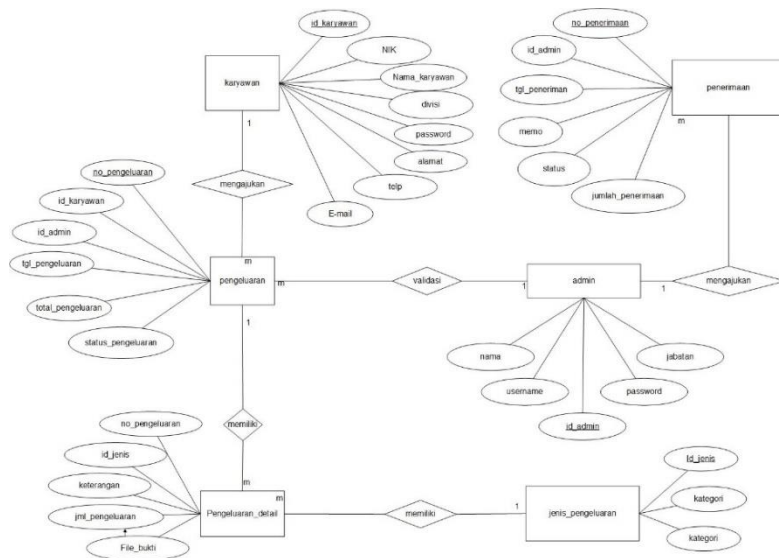 id_karyawan
NIK
Nama_karyawan
divisi
password
alamat
telp
E-mail
karyawan
1
mengajukan
m
no_penerimaan
id_admin
tgl_peneriman
memo
status
jumlah_penerimaan
penerimaan
m
mengajukan
1
no_pengeluaran
id_karyawan
id_admin
tgl_pengeluaran
total_pengeluaran
status_pengeluaran
pengeluaran
m
validasi
1
admin
nama
username
id_admin
password
jabatan
1
memiliki
m
no_pengeluaran
id_jenis
keterangan
jml_pengeluaran
File_bukti
Pengeluaran_detail
m
memiliki
1
jenis_pengeluaran
Id_jenis
kategori
kategori